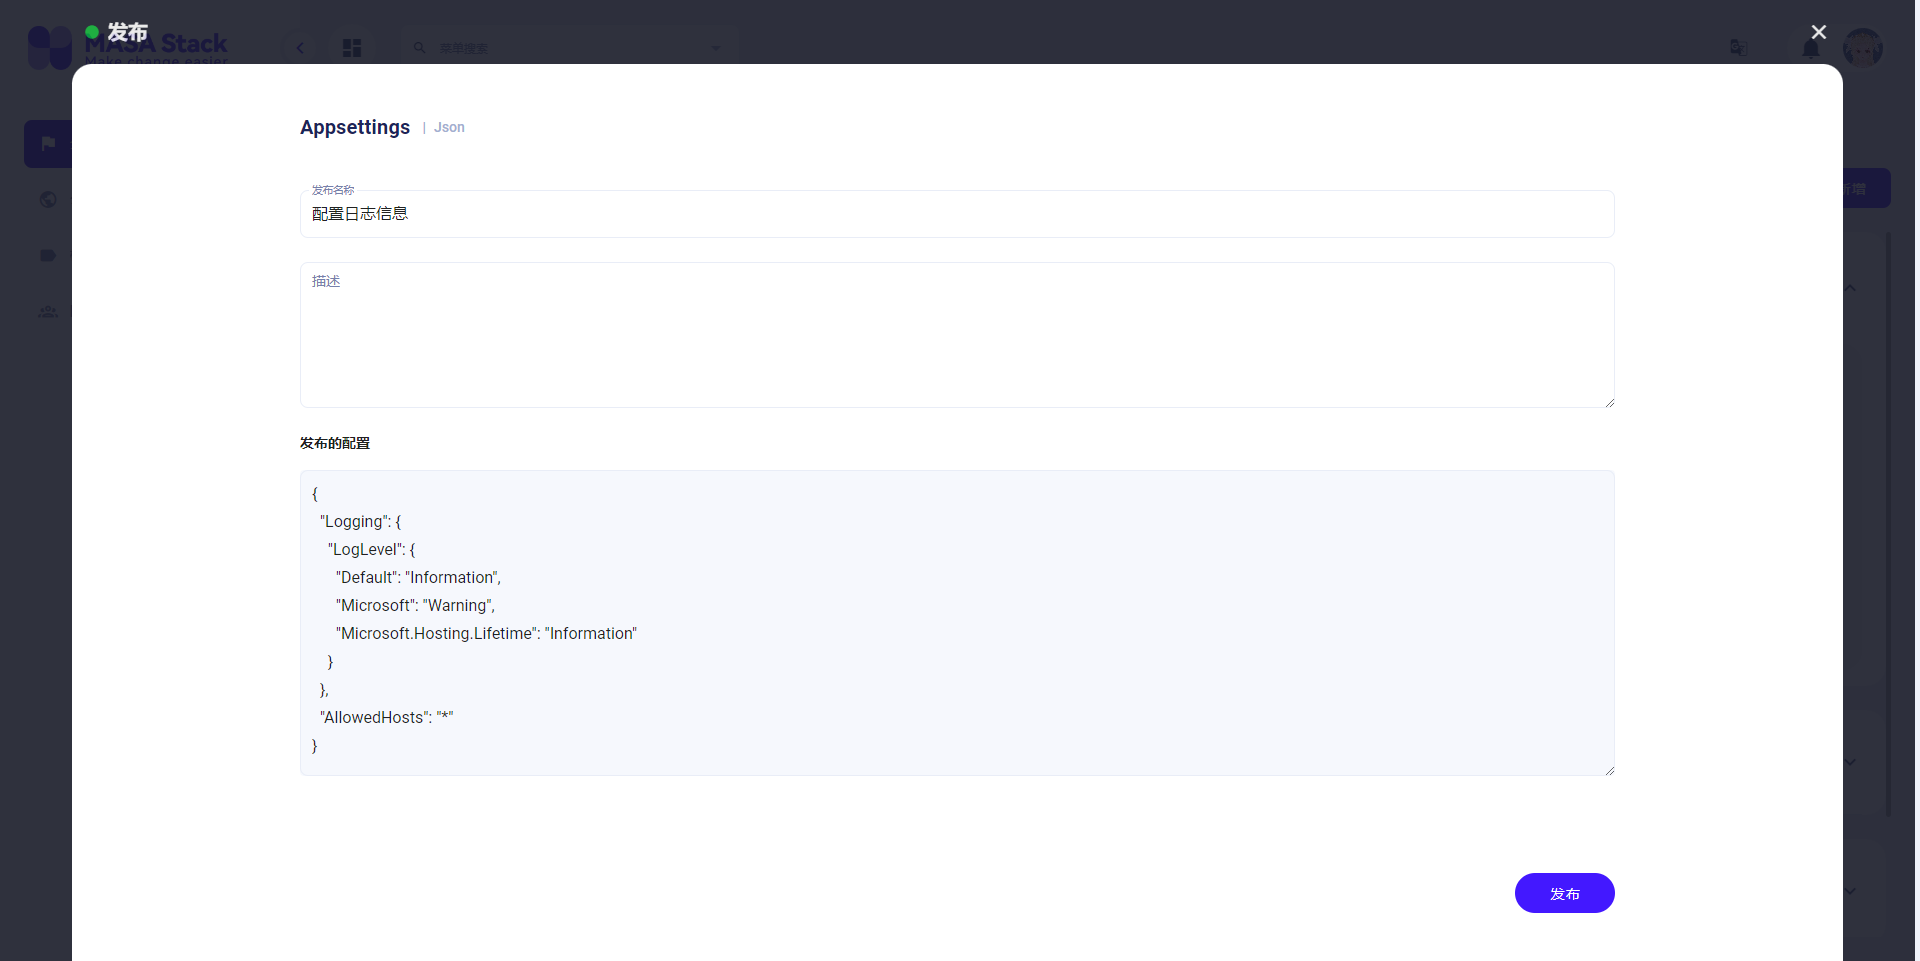 发布
MASA Stack
Make change easier
菜单搜索
新增
Appsettings | Json
发布名称
配置日志信息
描述
发布的配置
{
"Logging": {
"LogLevel": {
"Default": "Information",
"Microsoft": "Warning",
"Microsoft.Hosting.Lifetime": "Information"
}
},
"AllowedHosts": "*"
}
发布